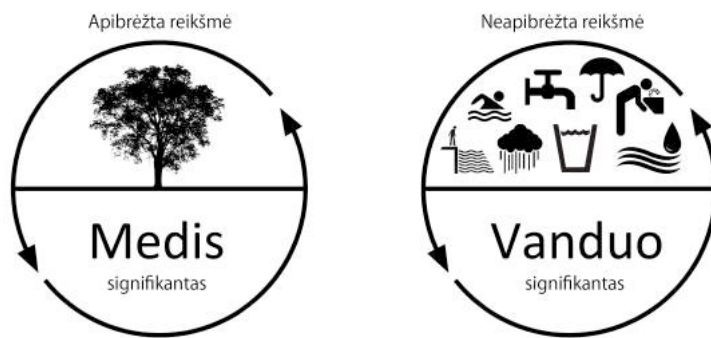 Apibrėžta reikšmė
Medis
signifikantas
Neapibrėžta reikšmė
Vanduo
signifikantas